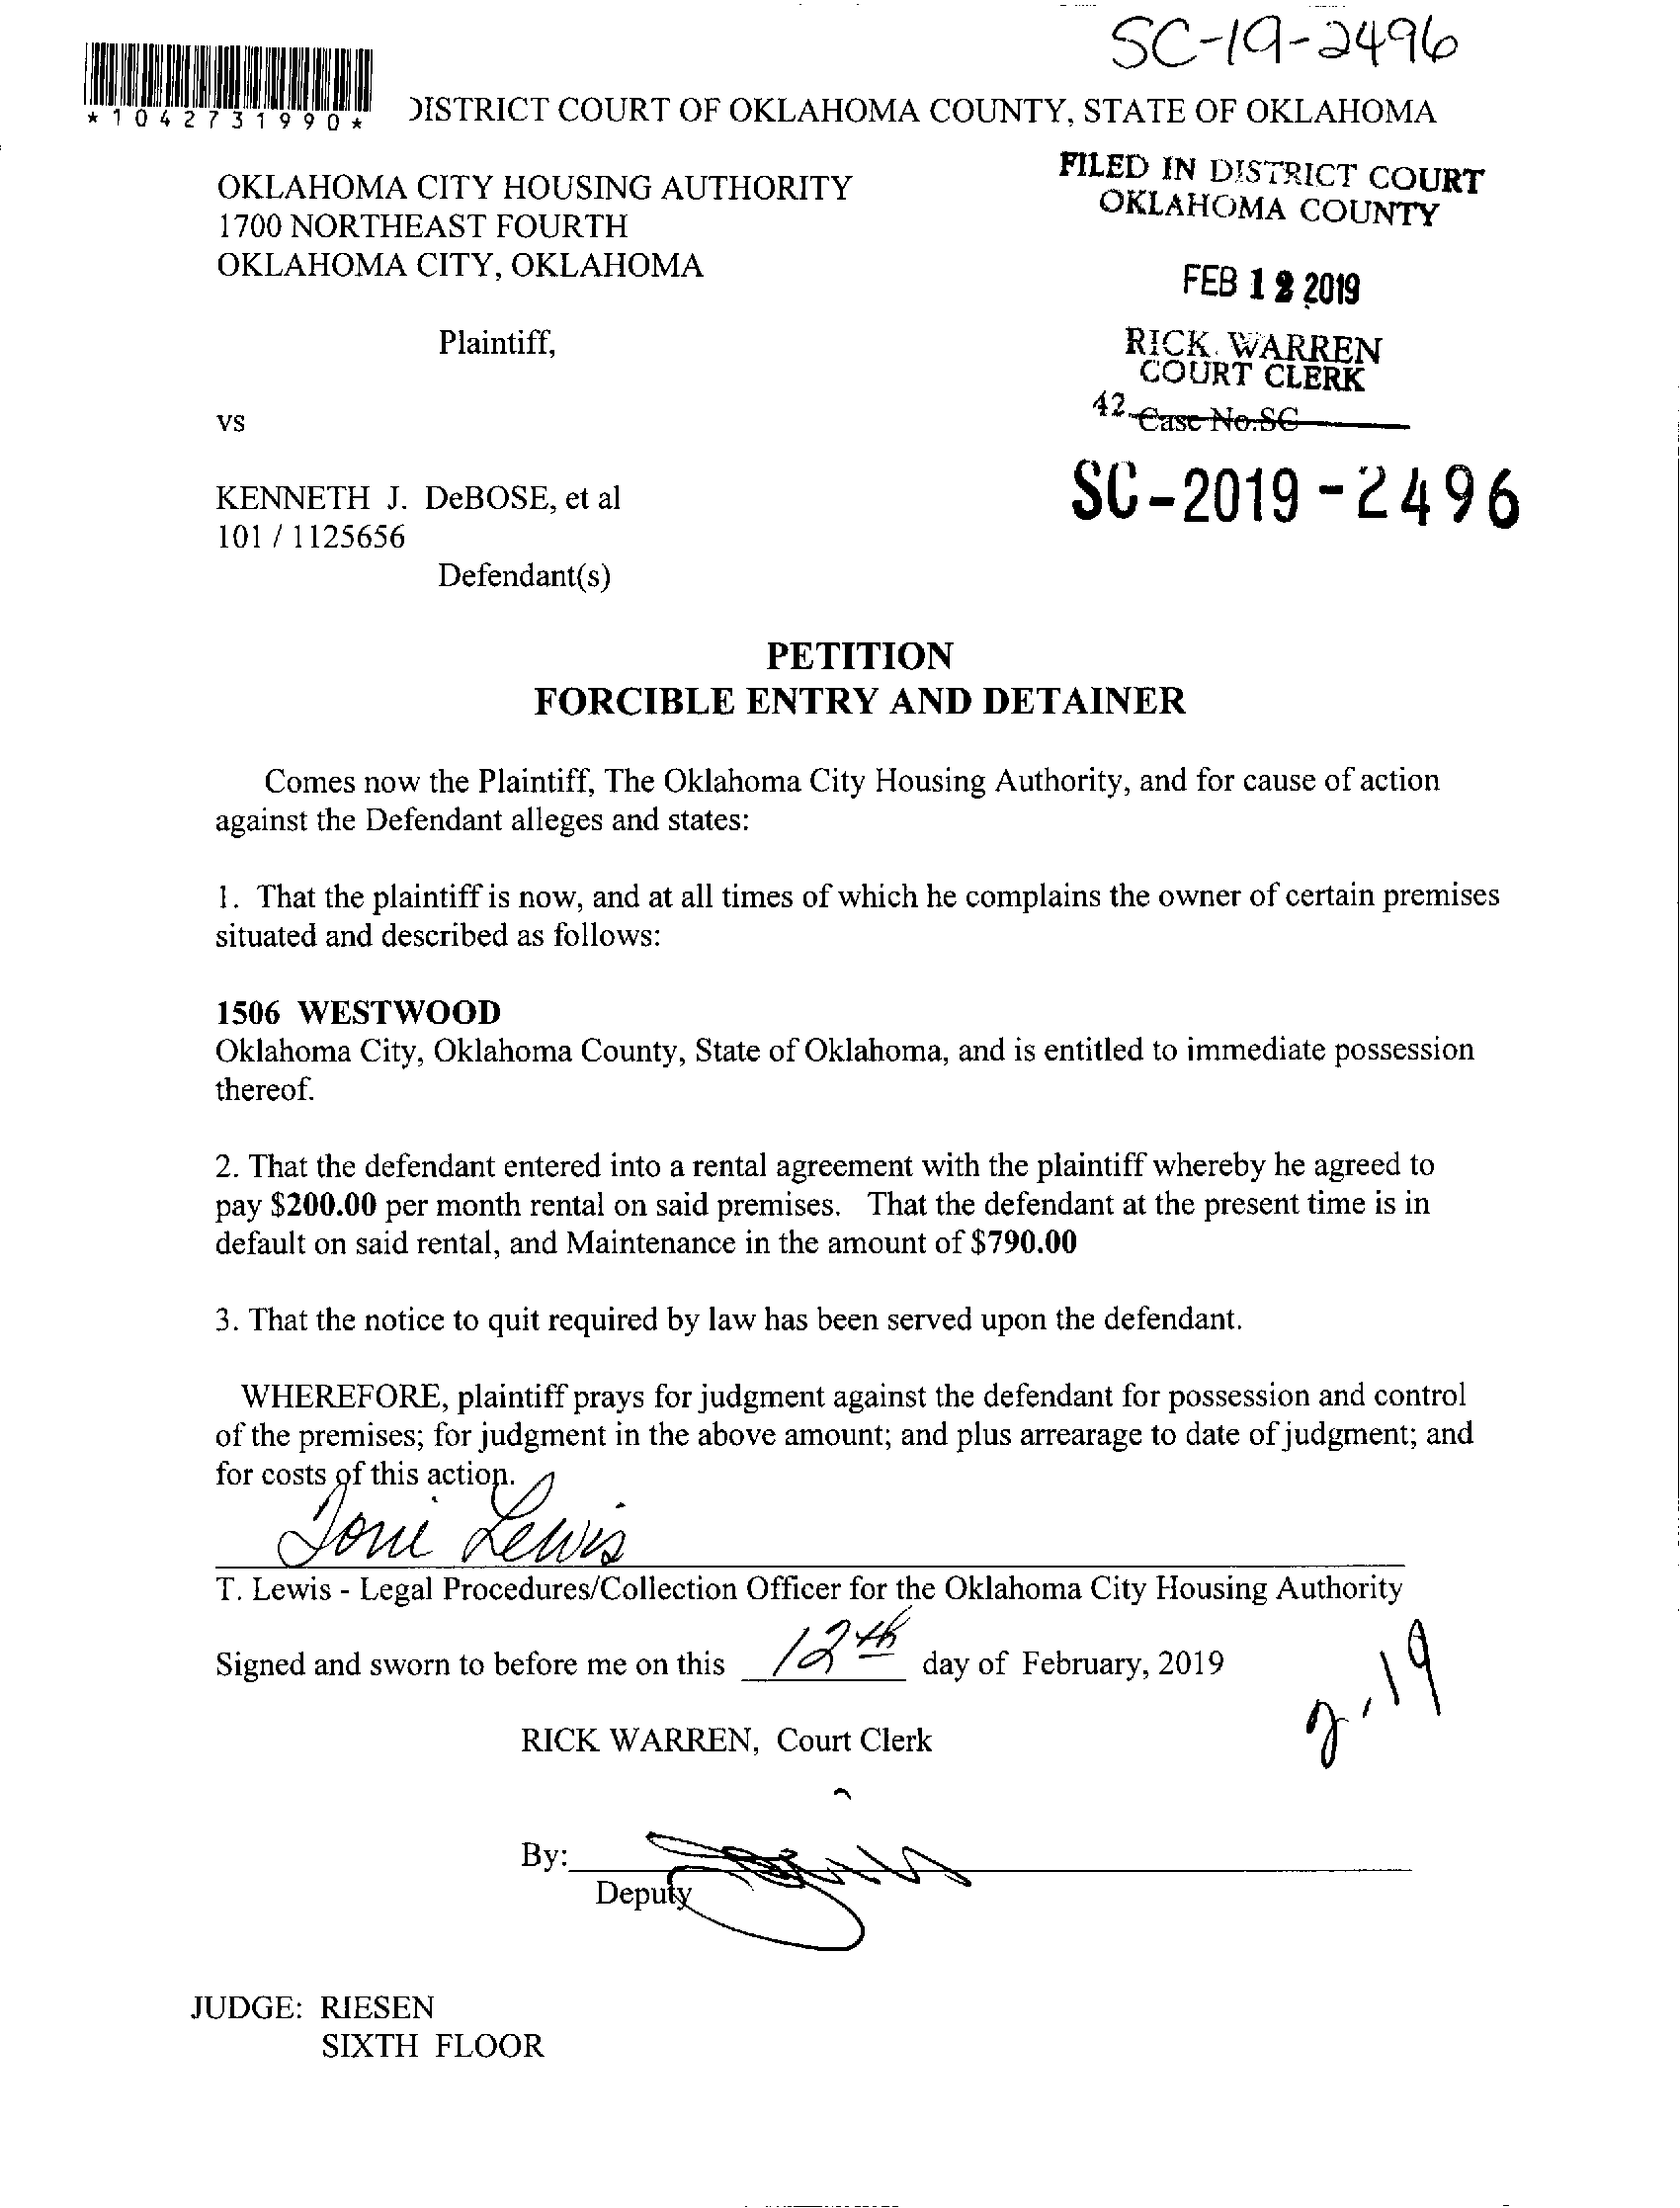 SC-19-2496
*1042731990*
DISTRICT COURT OF OKLAHOMA COUNTY, STATE OF OKLAHOMA
OKLAHOMA CITY HOUSING AUTHORITY
1700 NORTHEAST FOURTH
OKLAHOMA CITY, OKLAHOMA
FILED IN DISTRICT COURT
OKLAHOMA COUNTY
FEB 12 2019
Plaintiff,
RICK WARREN
COURT CLERK
42 Case No.SC
vs
SC-2019-2496
KENNETH J. DeBOSE, et al
101 / 1125656
Defendant(s)
PETITION
FORCIBLE ENTRY AND DETAINER
Comes now the Plaintiff, The Oklahoma City Housing Authority, and for cause of action
against the Defendant alleges and states:
1. That the plaintiff is now, and at all times of which he complains the owner of certain premises
situated and described as follows:
1506 WESTWOOD
Oklahoma City, Oklahoma County, State of Oklahoma, and is entitled to immediate possession
thereof.
2. That the defendant entered into a rental agreement with the plaintiff whereby he agreed to
pay $200.00 per month rental on said premises. That the defendant at the present time is in
default on said rental, and Maintenance in the amount of $790.00
3. That the notice to quit required by law has been served upon the defendant.
WHEREFORE, plaintiff prays for judgment against the defendant for possession and control
of the premises; for judgment in the above amount; and plus arrearage to date of judgment; and
for costs of this action.
Toni Lewis
T. Lewis - Legal Procedures/Collection Officer for the Oklahoma City Housing Authority
Signed and sworn to before me on this 12th day of February, 2019
2,19
RICK WARREN, Court Clerk
By:
Deputy
JUDGE: RIESEN
SIXTH FLOOR